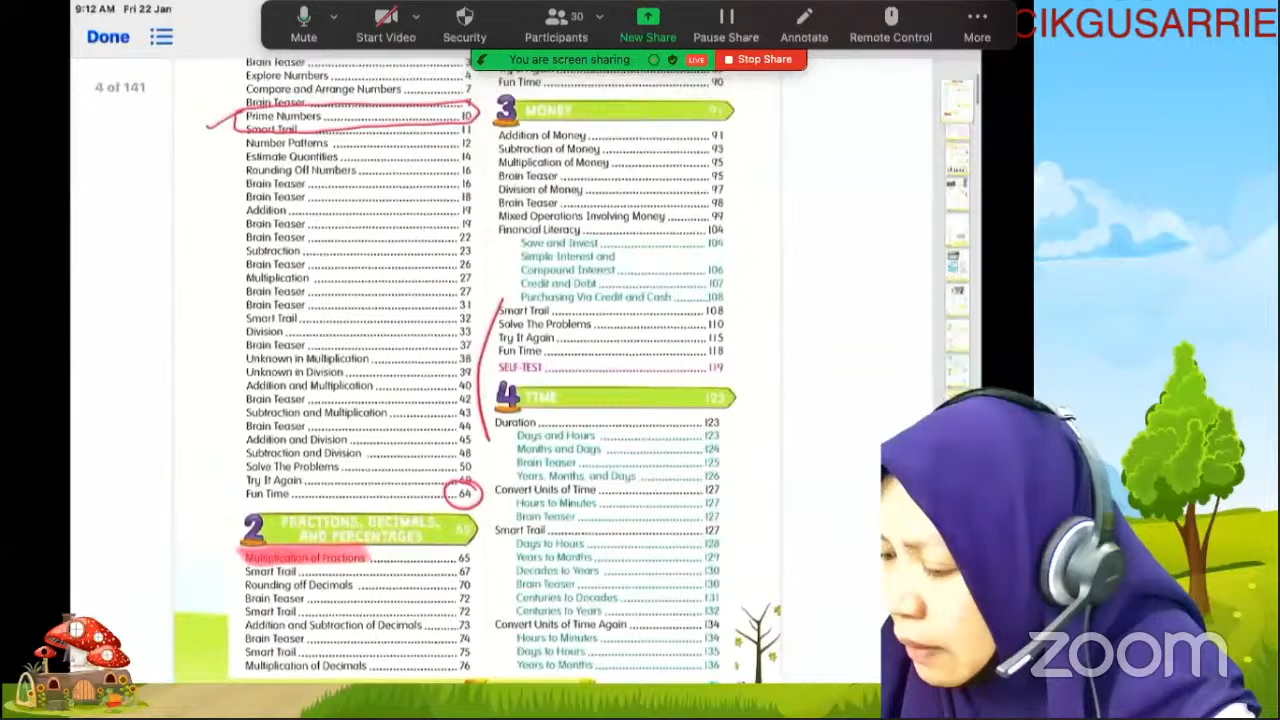 9:12 AM Fri 22 Jan
Done
4 of 141
Mute
Start Video
Security
30
Participants
New Share
Pause Share
Annotate
Remote Control
More
You are screen sharing
LIVE
Stop Share
CIKGUSARRIE
Brain Teaser
Explore Numbers 4
Compare and Arrange Numbers 7
Brain Teaser 9
Prime Numbers 10
Smart Trail 11
Number Patterns 12
Estimate Quantities 14
Rounding Off Numbers 16
Brain Teaser 16
Brain Teaser 18
Addition 19
Brain Teaser 19
Brain Teaser 22
Subtraction 23
Brain Teaser 26
Multiplication 27
Brain Teaser 27
Brain Teaser 31
Smart Trail 32
Division 33
Brain Teaser 37
Unknown in Multiplication 38
Unknown in Division 39
Addition and Multiplication 40
Brain Teaser 42
Subtraction and Multiplication 43
Brain Teaser 44
Addition and Division 45
Subtraction and Division 48
Solve The Problems 50
Try It Again
Fun Time 64
2 FRACTIONS, DECIMALS, AND PERCENTAGES 65
Multiplication of Fractions 65
Smart Trail 67
Rounding off Decimals 70
Brain Teaser 72
Smart Trail 72
Addition and Subtraction of Decimals 73
Brain Teaser 74
Smart Trail 75
Multiplication of Decimals 76
Fun Time 90
3 MONEY 91
Addition of Money 91
Subtraction of Money 93
Multiplication of Money 95
Brain Teaser 95
Division of Money 97
Brain Teaser 98
Mixed Operations Involving Money 99
Financial Literacy 104
Save and Invest 104
Simple Interest and
Compound Interest 106
Credit and Debt 107
Purchasing Via Credit and Cash 108
Smart Trail 108
Solve The Problems 110
Try It Again 115
Fun Time 118
SELF-TEST 119
4 TIME 123
Duration 123
Days and Hours 123
Months and Days 124
Brain Teaser 125
Years, Months, and Days 126
Convert Units of Time 127
Hours to Minutes 127
Brain Teaser 127
Smart Trail 127
Days to Hours 128
Years to Months 129
Decades to Years 130
Brain Teaser 130
Centuries to Decades 131
Centuries to Years 132
Convert Units of Time Again 134
Hours to Minutes 134
Days to Hours 135
Years to Months 136
zoom